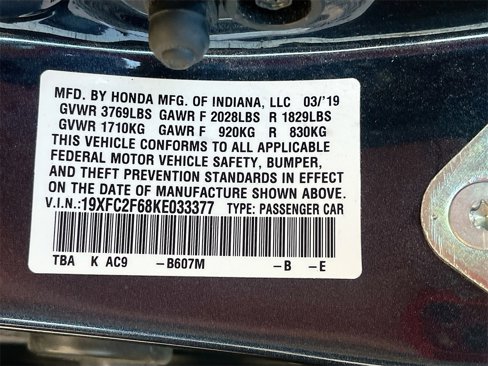 MFD. BY HONDA MFG. OF INDIANA, LLC 03/'19
GVWR 3769LBS GAWR F 2028LBS R 1829LBS
GVWR 1710KG GAWR F 920KG R 830KG
THIS VEHICLE CONFORMS TO ALL APPLICABLE
FEDERAL MOTOR VEHICLE SAFETY, BUMPER,
AND THEFT PREVENTION STANDARDS IN EFFECT
ON THE DATE OF MANUFACTURE SHOWN ABOVE.
V.I.N.:19XFC2F68KE033377 TYPE: PASSENGER CAR
TBA K AC9 –B607M –B –E